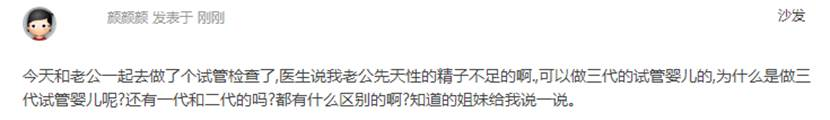 颜颜颜 发表于 刚刚
沙发
今天和老公一起去做了个试管检查了,医生说我老公先天性的精子不足的啊.,可以做三代的试管婴儿的,为什么是做三
代试管婴儿呢?还有一代和二代的吗?都有什么区别的啊?知道的姐妹给我说一说。